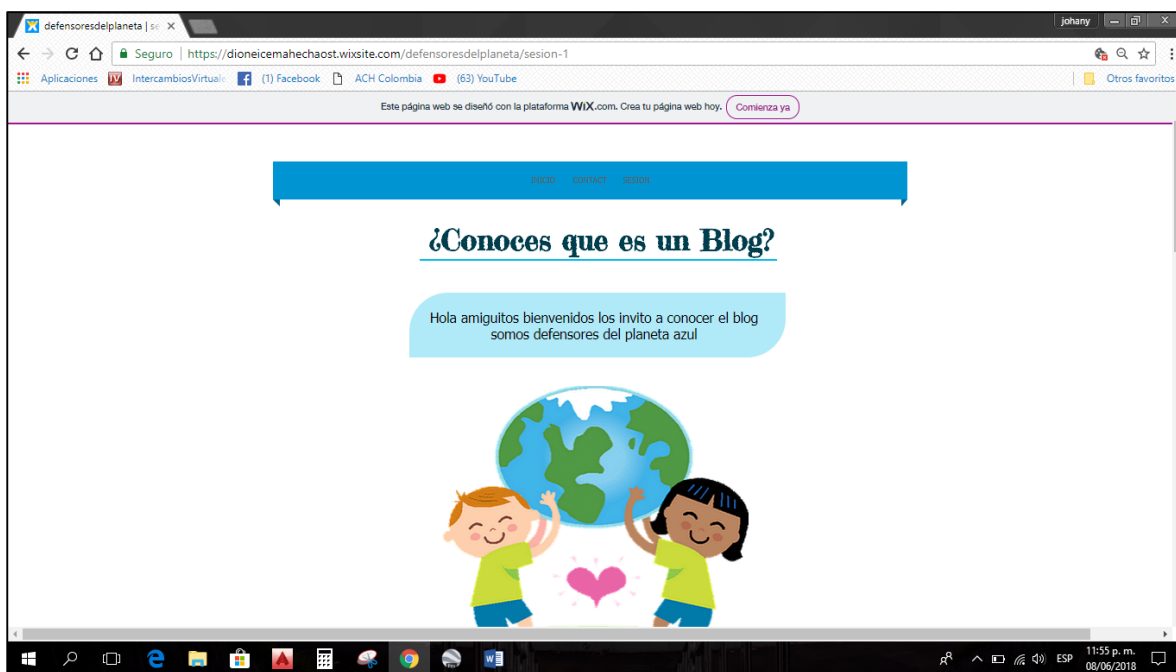 defensoresdelplaneta | se
johany
Seguro | https://dioneicemahechaost.wixsite.com/defensoresdelplaneta/sesion-1
Aplicaciones IntercambiosVirtuale (1) Facebook ACH Colombia (63) YouTube Otros favoritos
Este página web se diseñó con la plataforma WiX.com. Crea tu página web hoy. Comienza ya
INICIO CONTACT SESION
¿Conoces que es un Blog?
Hola amiguitos bienvenidos los invito a conocer el blog
somos defensores del planeta azul
ESP 11:55 p. m.
08/06/2018